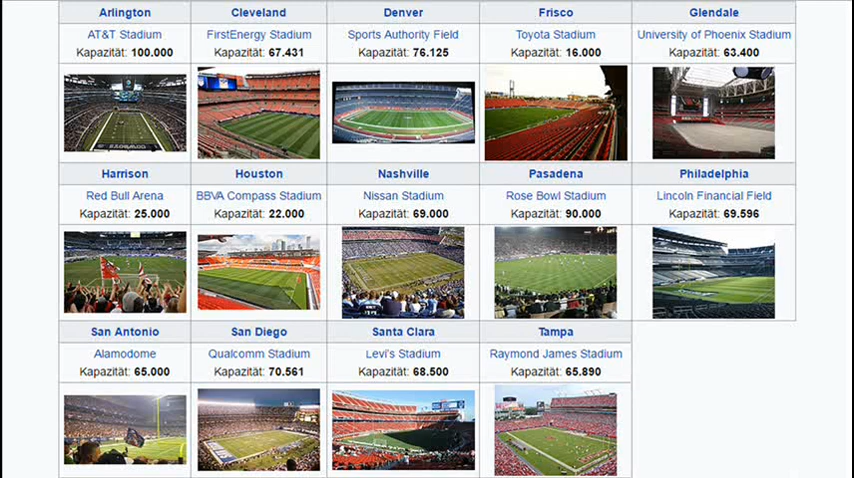 Arlington Cleveland Denver Frisco Glendale
AT&T Stadium FirstEnergy Stadium Sports Authority Field Toyota Stadium University of Phoenix Stadium
Kapazität: 100.000 Kapazität: 67.431 Kapazität: 76.125 Kapazität: 16.000 Kapazität: 63.400
COWBOYS
Harrison Houston Nashville Pasadena Philadelphia
Red Bull Arena BBVA Compass Stadium Nissan Stadium Rose Bowl Stadium Lincoln Financial Field
Kapazität: 25.000 Kapazität: 22.000 Kapazität: 69.000 Kapazität: 90.000 Kapazität: 69.596
San Antonio San Diego Santa Clara Tampa
Alamodome Qualcomm Stadium Levi's Stadium Raymond James Stadium
Kapazität: 65.000 Kapazität: 70.561 Kapazität: 68.500 Kapazität: 65.890